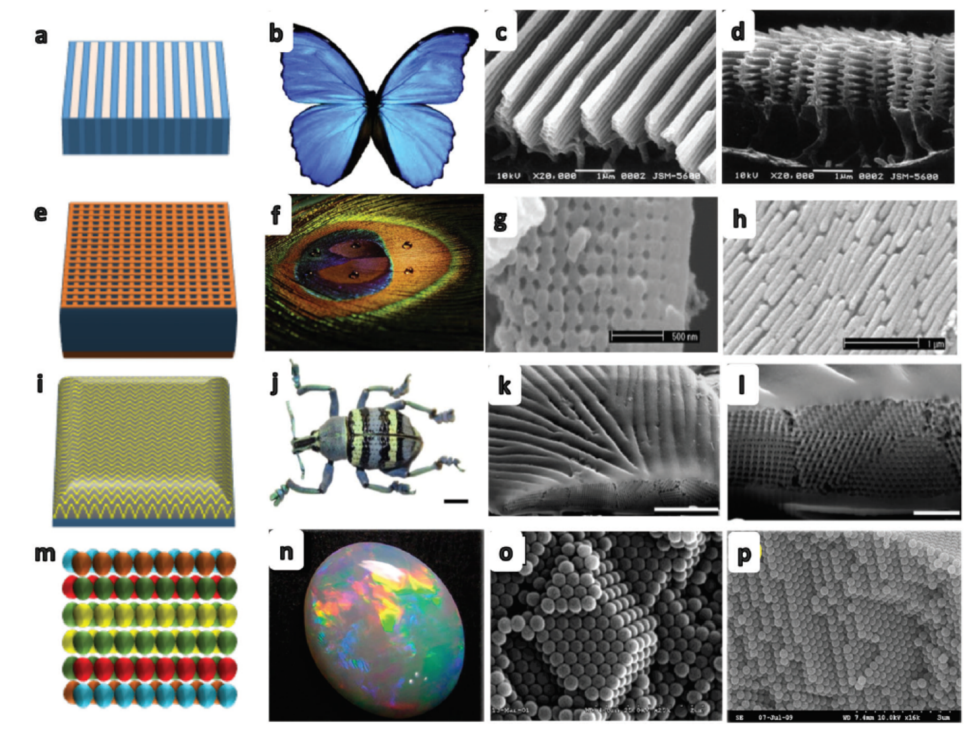 a
b
c
d
10kV X20,000 1µm 0002 JSM-5600
10kV X20,000 1µm 0002 JSM-5600
e
f
g
h
500 nm
1 µm
i
j
k
l
m
n
o
p
SE 07-Jul-09 WD 7.4mm 10.0kV x16k 3um